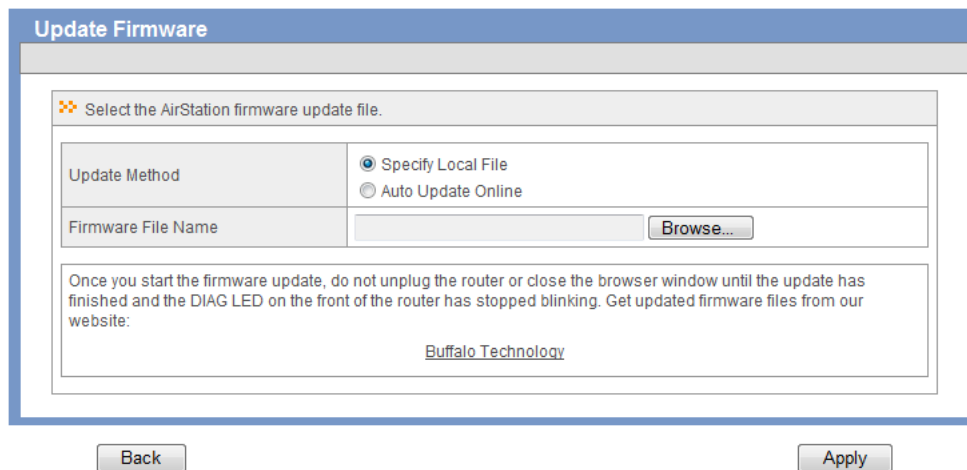 Update Firmware
Select the AirStation firmware update file.
Update Method
Specify Local File
Auto Update Online
Firmware File Name
Browse...
Once you start the firmware update, do not unplug the router or close the browser window until the update has
finished and the DIAG LED on the front of the router has stopped blinking. Get updated firmware files from our
website:
Buffalo Technology
Back
Apply